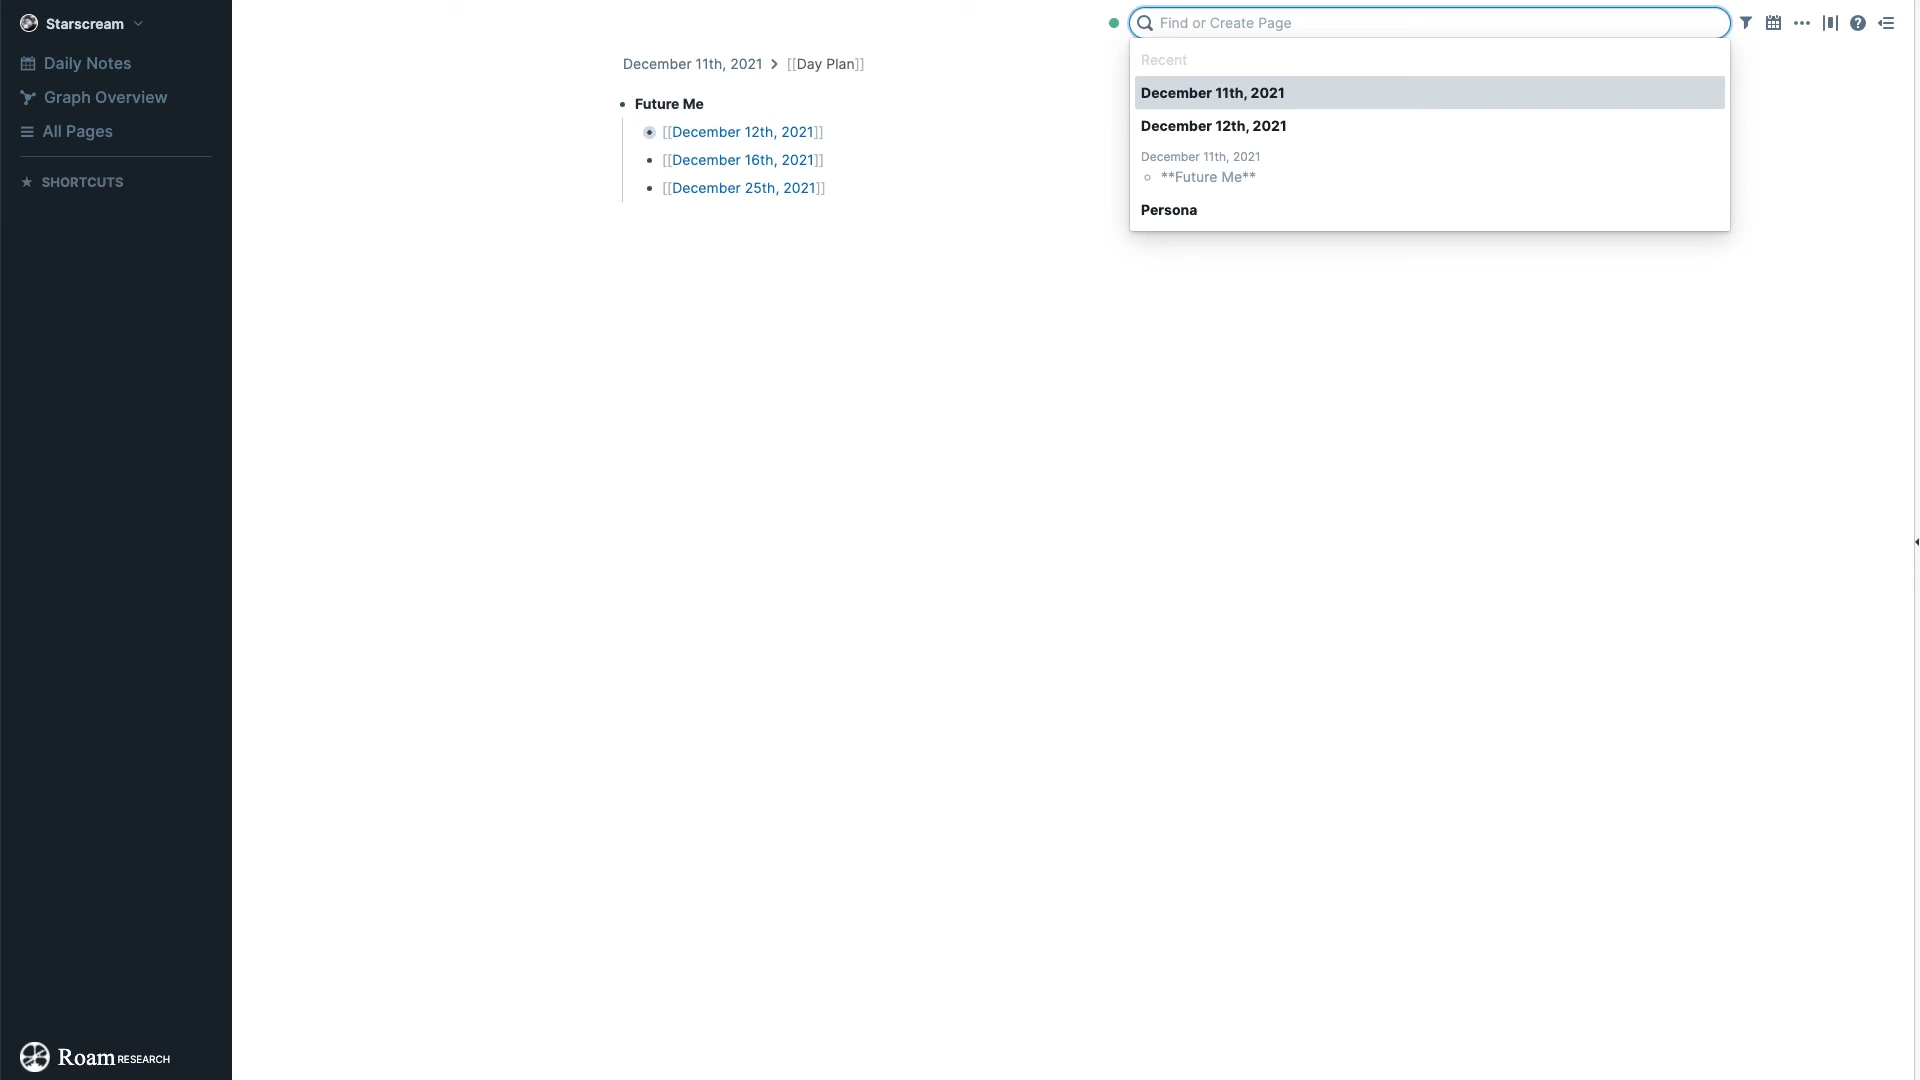 Starscream
Daily Notes
Graph Overview
All Pages
SHORTCUTS
Roam RESEARCH
December 11th, 2021 > [[Day Plan]]
Future Me
[[December 12th, 2021]]
[[December 16th, 2021]]
[[December 25th, 2021]]
Find or Create Page
Recent
December 11th, 2021
December 12th, 2021
December 11th, 2021
**Future Me**
Persona